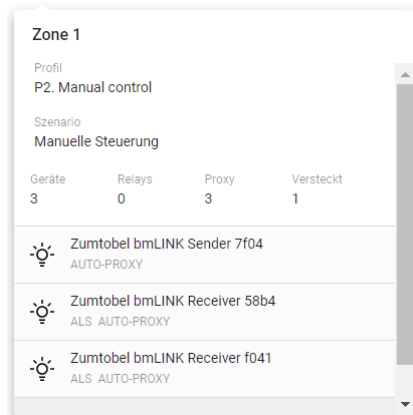 Zone 1
Profil
P2. Manual control
Szenario
Manuelle Steuerung
Geräte Relays Proxy Versteckt
3 0 3 1
Zumtobel bmLINK Sender 7f04
AUTO-PROXY
Zumtobel bmLINK Receiver 58b4
ALS AUTO-PROXY
Zumtobel bmLINK Receiver f041
ALS AUTO-PROXY